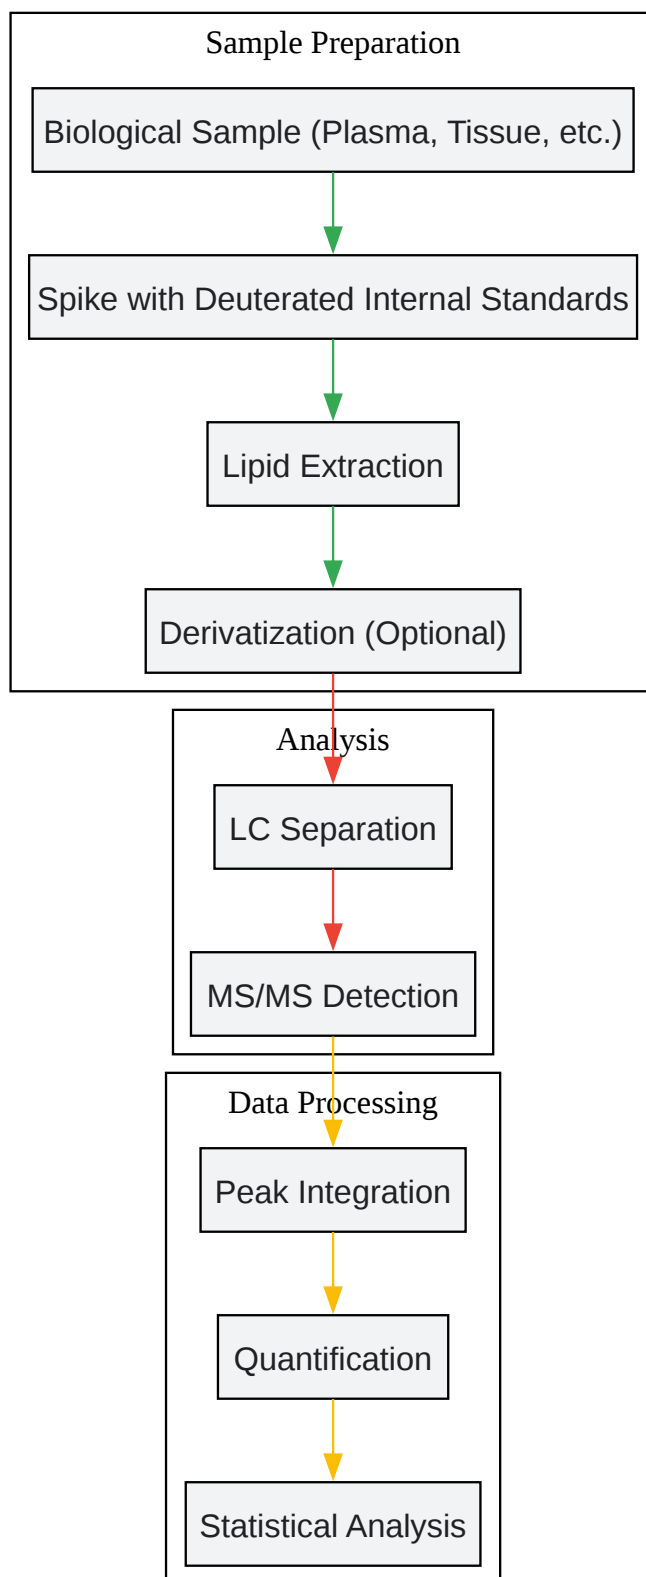 Sample Preparation
Biological Sample (Plasma, Tissue, etc.)
Spike with Deuterated Internal Standards
Lipid Extraction
Derivatization (Optional)
Analysis
LC Separation
MS/MS Detection
Data Processing
Peak Integration
Quantification
Statistical Analysis